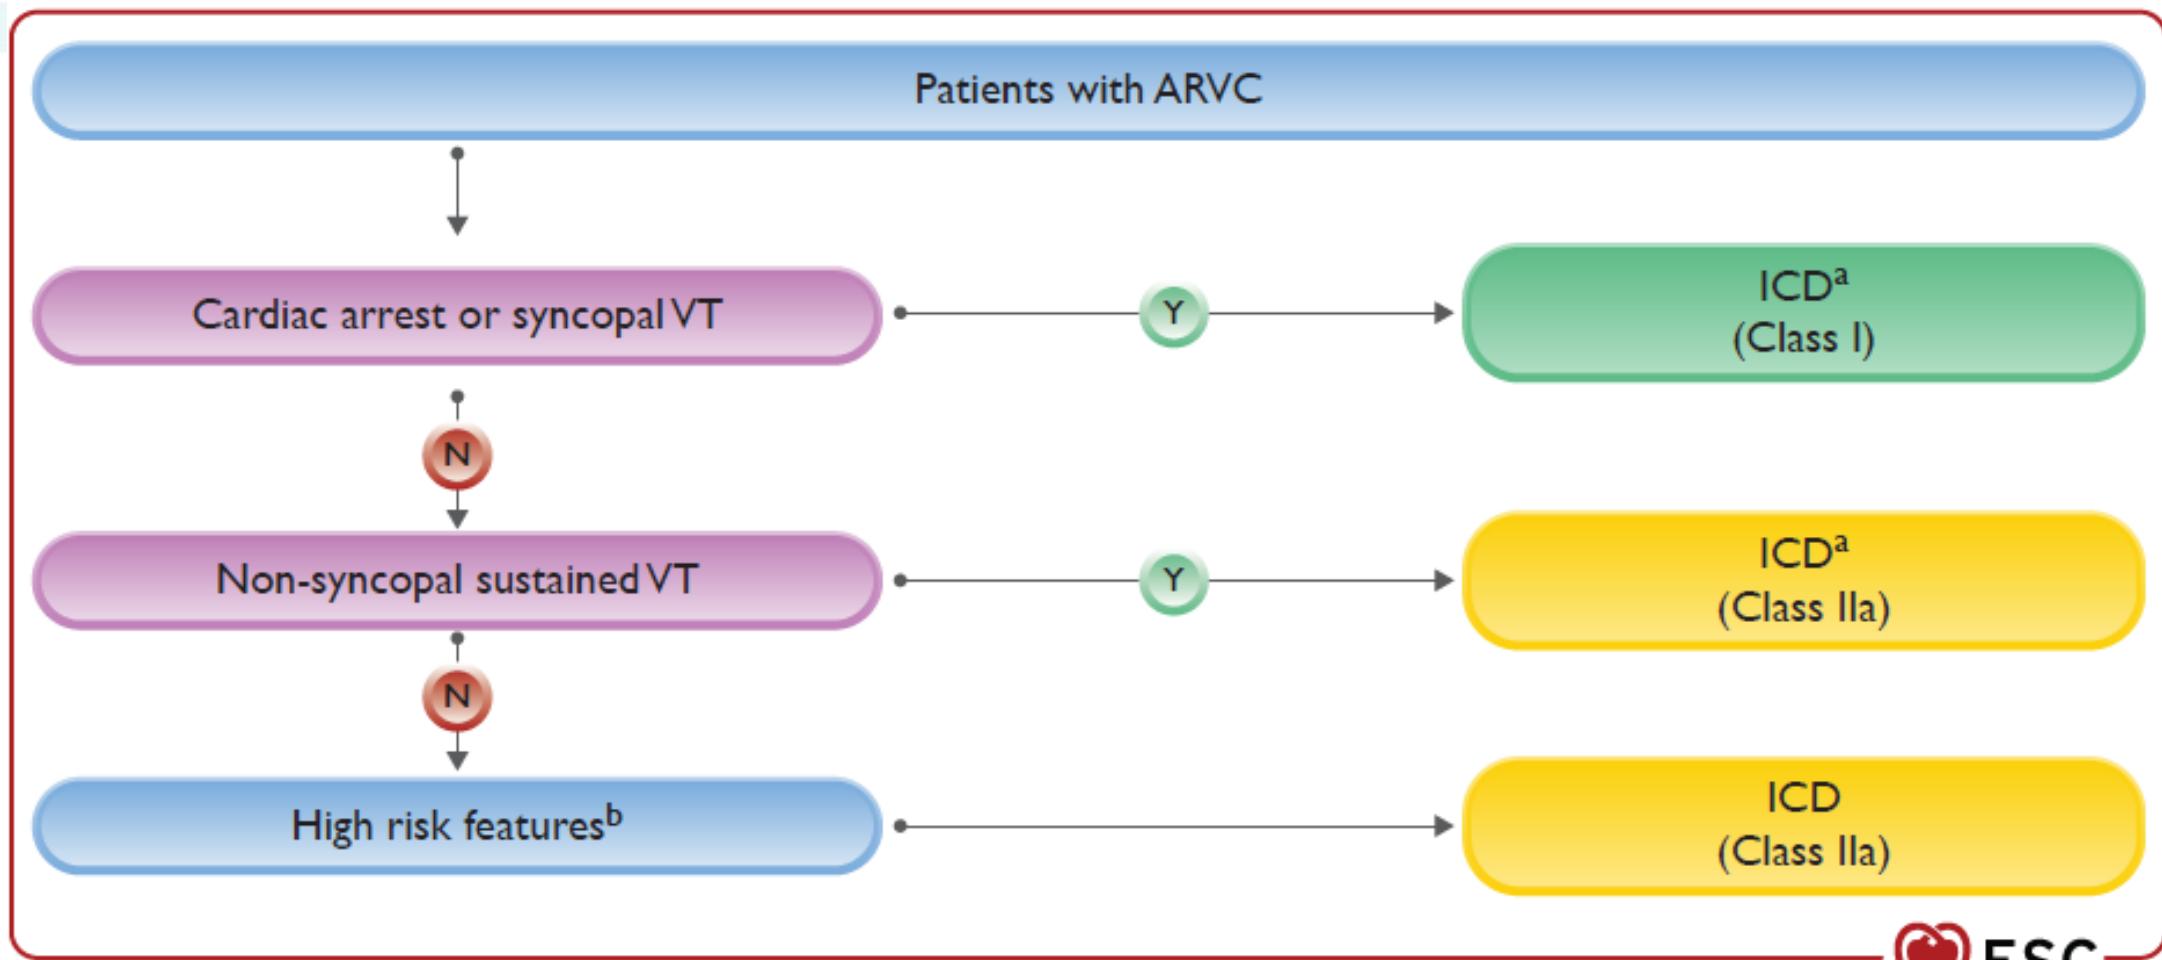 Patients with ARVC
Cardiac arrest or syncopal VT
Y
ICDᵃ
(Class I)
N
Non-syncopal sustained VT
Y
ICDᵃ
(Class IIa)
N
High risk featuresᵇ
ICD
(Class IIa)
ESC